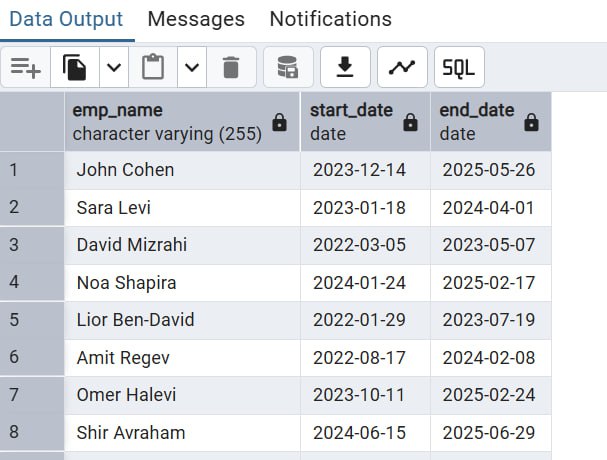 Data Output Messages Notifications
SQL
emp_name start_date end_date
character varying (255) date date
1 John Cohen 2023-12-14 2025-05-26
2 Sara Levi 2023-01-18 2024-04-01
3 David Mizrahi 2022-03-05 2023-05-07
4 Noa Shapira 2024-01-24 2025-02-17
5 Lior Ben-David 2022-01-29 2023-07-19
6 Amit Regev 2022-08-17 2024-02-08
7 Omer Halevi 2023-10-11 2025-02-24
8 Shir Avraham 2024-06-15 2025-06-29